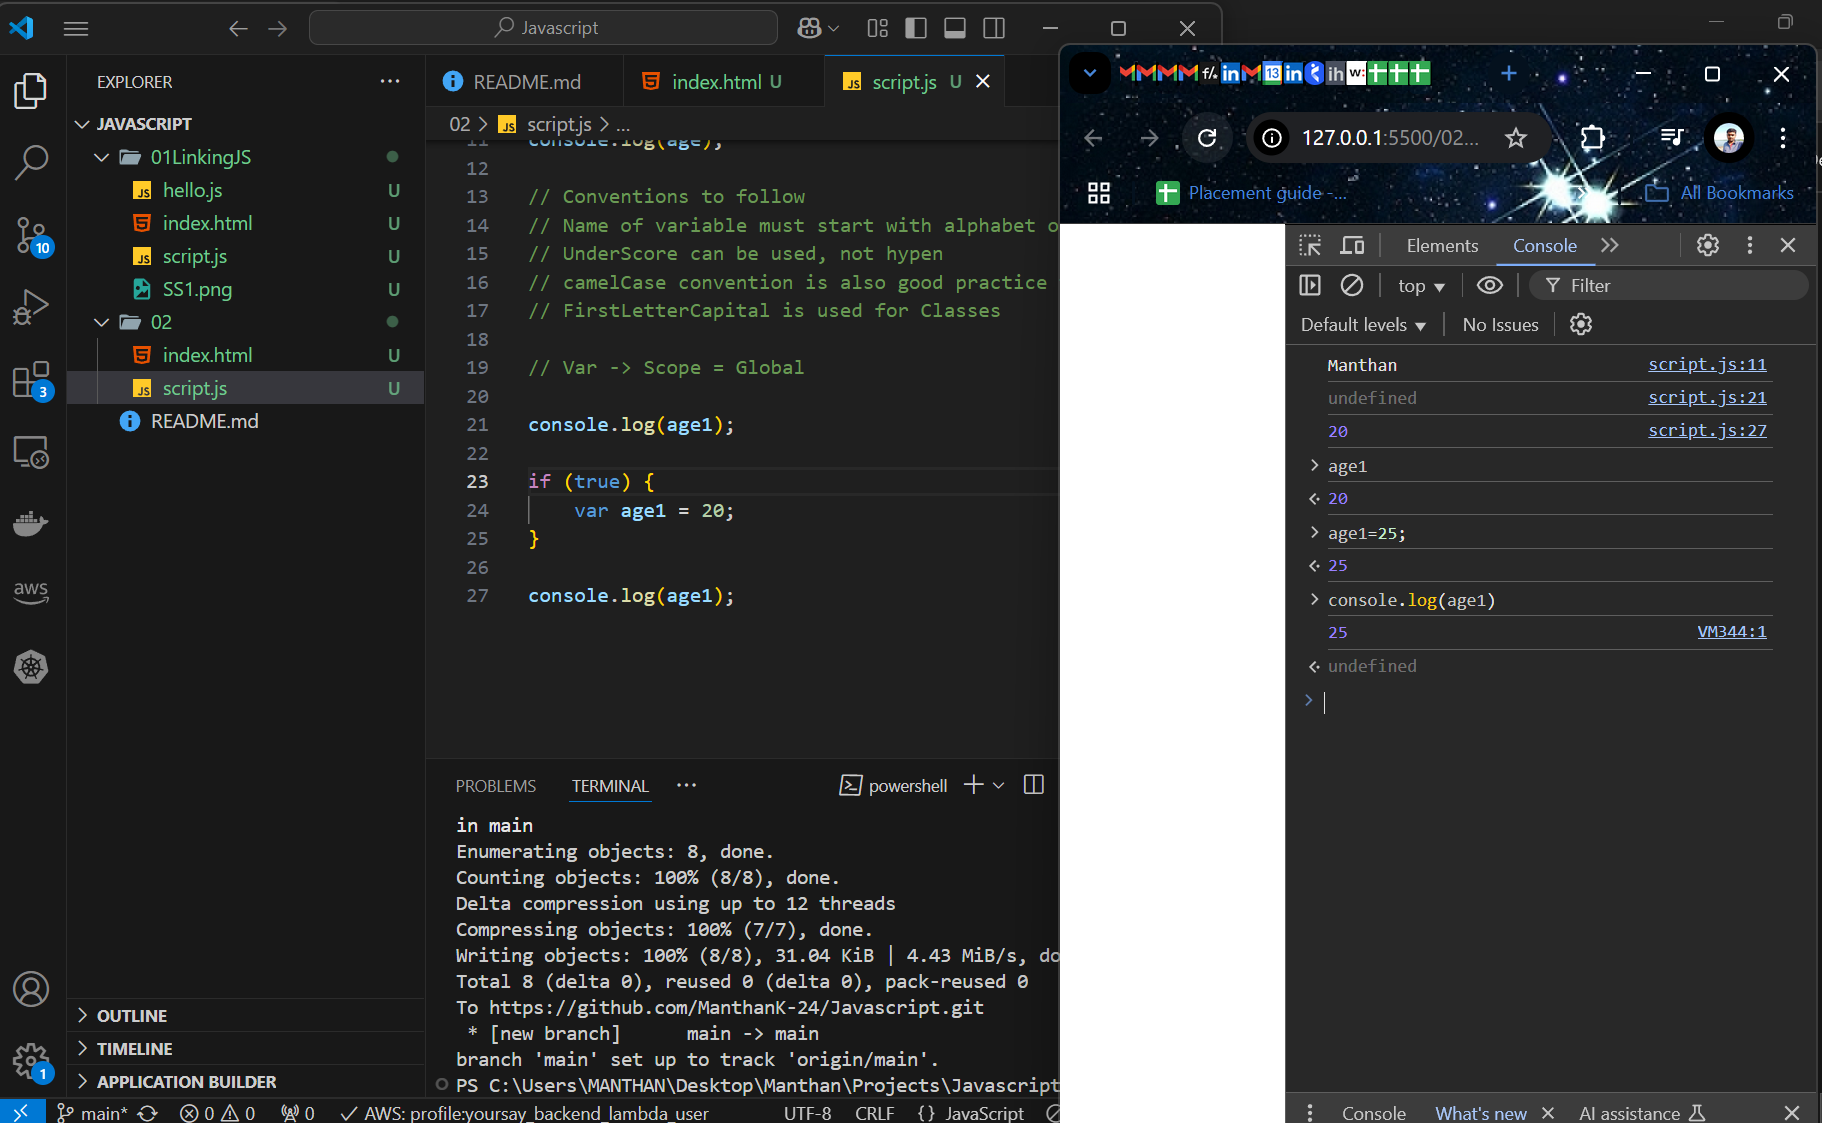 Javascript
EXPLORER
JAVASCRIPT
01LinkingJS
hello.js U
index.html U
script.js U
SS1.png U
02
index.html U
script.js U
README.md
OUTLINE
TIMELINE
APPLICATION BUILDER
10
3
aws
1
README.md
index.html U
script.js U
02 > script.js > ...
11 console.log(age);
12
13 // Conventions to follow
14 // Name of variable must start with alphabet o
15 // UnderScore can be used, not hypen
16 // camelCase convention is also good practice
17 // FirstLetterCapital is used for Classes
18
19 // Var -> Scope = Global
20
21 console.log(age1);
22
23 if (true) {
24 var age1 = 20;
25 }
26
27 console.log(age1);
PROBLEMS TERMINAL ... powershell
in main
Enumerating objects: 8, done.
Counting objects: 100% (8/8), done.
Delta compression using up to 12 threads
Compressing objects: 100% (7/7), done.
Writing objects: 100% (8/8), 31.04 KiB | 4.43 MiB/s, do
Total 8 (delta 0), reused 0 (delta 0), pack-reused 0
To https://github.com/ManthanK-24/Javascript.git
* [new branch] main -> main
branch 'main' set up to track 'origin/main'.
PS C:\Users\MANTHAN\Desktop\Manthan\Projects\Javascript
main* 0 0 0 AWS: profile:yoursay_backend_lambda_user UTF-8 CRLF {} JavaScript
in 13 in ih w:
127.0.0.1:5500/02...
Placement guide -... All Bookmarks
Elements Console
top Filter
Default levels No Issues
Manthan script.js:11
undefined script.js:21
20 script.js:27
> age1
20
> age1=25;
25
> console.log(age1)
25 VM344:1
undefined
>
Console What's new AI assistance